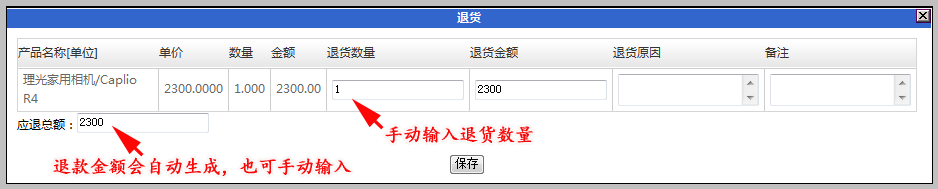 退货
产品名称[单位] 单价 数量 金额 退货数量 退货金额 退货原因 备注
理光家用相机/Caplio R4 2300.0000 1.000 2300.00 1 2300
应退总额：2300
手动输入退货数量
退款金额会自动生成，也可手动输入
保存